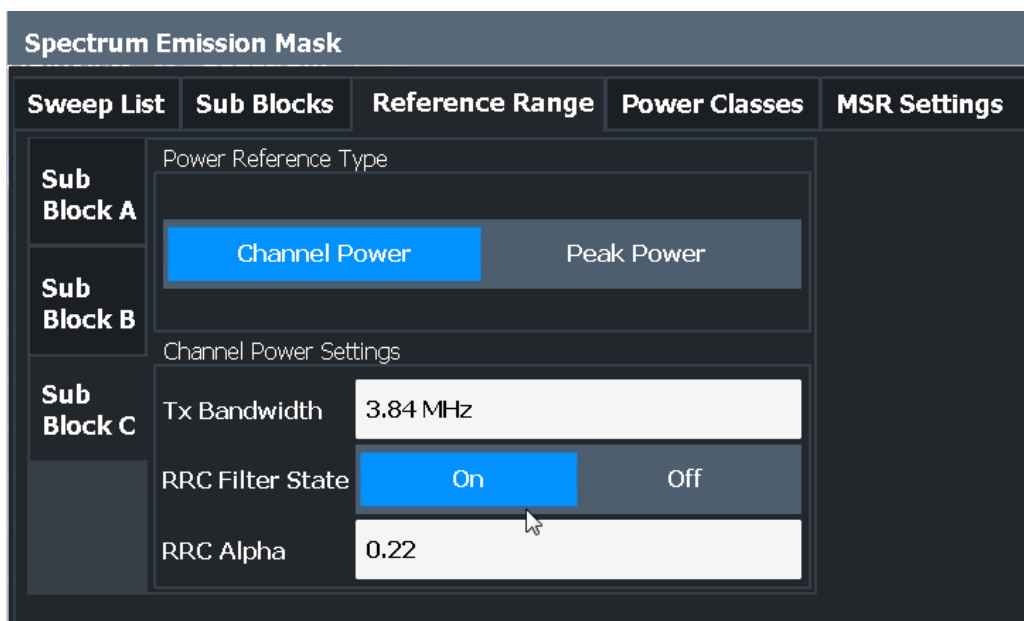 Spectrum Emission Mask
Sweep List Sub Blocks Reference Range Power Classes MSR Settings
Sub
Block A
Sub
Block B
Sub
Block C
Power Reference Type
Channel Power Peak Power
Channel Power Settings
Tx Bandwidth 3.84 MHz
RRC Filter State On Off
RRC Alpha 0.22